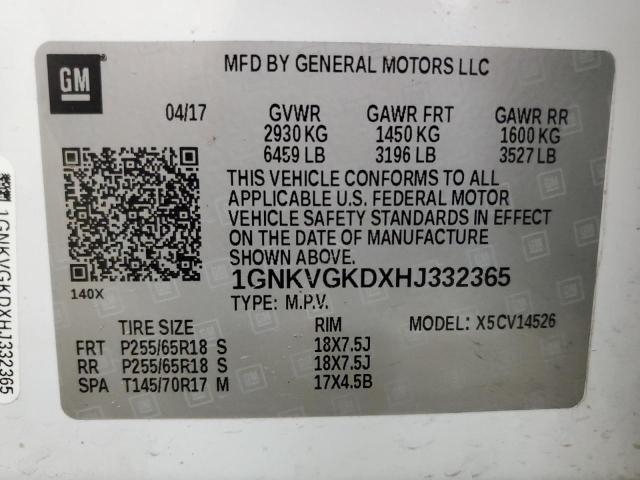 GM
MFD BY GENERAL MOTORS LLC
04/17 GVWR GAWR FRT GAWR RR
2930 KG 1450 KG 1600 KG
6459 LB 3196 LB 3527 LB
THIS VEHICLE CONFORMS TO ALL
APPLICABLE U.S. FEDERAL MOTOR
VEHICLE SAFETY STANDARDS IN EFFECT
ON THE DATE OF MANUFACTURE
SHOWN ABOVE.
140X
1GNKVGKDXHJ332365
TYPE: M.P.V.
TIRE SIZE RIM MODEL: X5CV14526
FRT P255/65R18 S 18X7.5J
RR P255/65R18 S 18X7.5J
SPA T145/70R17 M 17X4.5B
1GNKVGKDXHJ332365